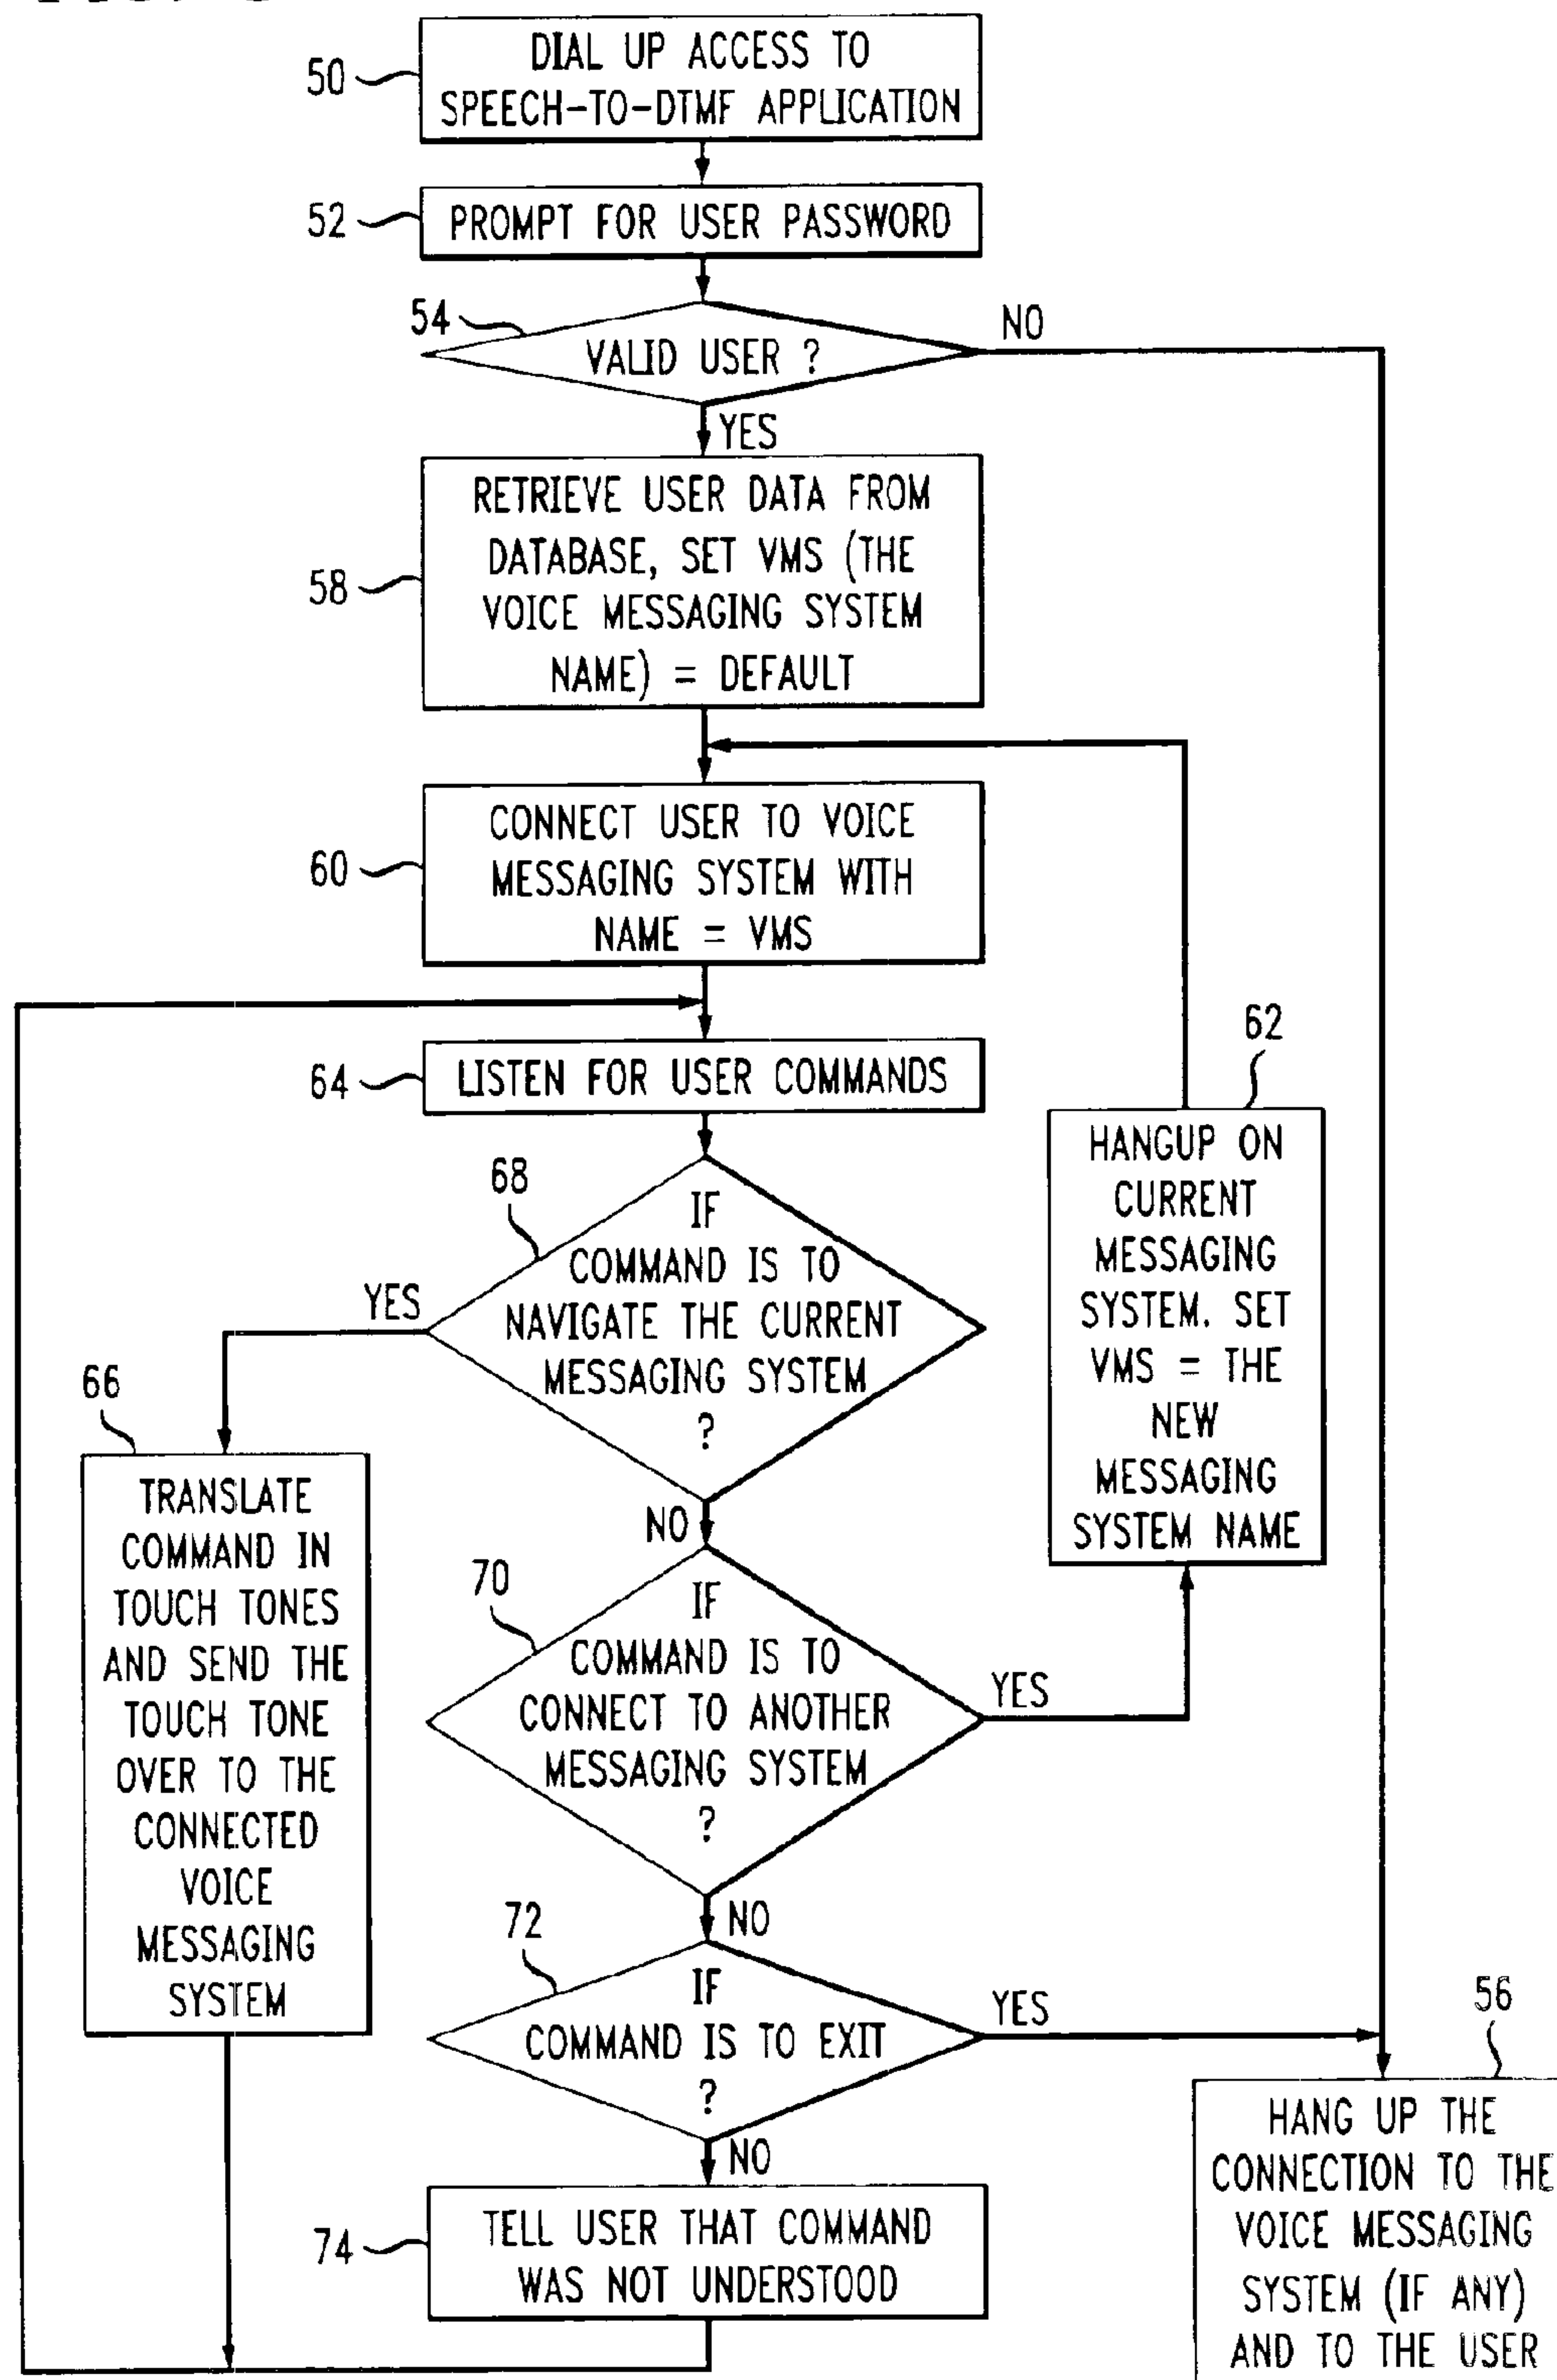 50
DIAL UP ACCESS TO
SPEECH-TO-DTMF APPLICATION
52
PROMPT FOR USER PASSWORD
54
VALID USER ?
NO
YES
58
RETRIEVE USER DATA FROM
DATABASE, SET VMS (THE
VOICE MESSAGING SYSTEM
NAME) = DEFAULT
60
CONNECT USER TO VOICE
MESSAGING SYSTEM WITH
NAME = VMS
64
LISTEN FOR USER COMMANDS
62
HANGUP ON
CURRENT
MESSAGING
SYSTEM. SET
VMS = THE
NEW
MESSAGING
SYSTEM NAME
68
IF
COMMAND IS TO
NAVIGATE THE CURRENT
MESSAGING SYSTEM
?
YES
NO
66
TRANSLATE
COMMAND IN
TOUCH TONES
AND SEND THE
TOUCH TONE
OVER TO THE
CONNECTED
VOICE
MESSAGING
SYSTEM
70
IF
COMMAND IS TO
CONNECT TO ANOTHER
MESSAGING SYSTEM
?
YES
NO
72
IF
COMMAND IS TO EXIT
?
YES
NO
56
HANG UP THE
CONNECTION TO THE
VOICE MESSAGING
SYSTEM (IF ANY)
AND TO THE USER
74
TELL USER THAT COMMAND
WAS NOT UNDERSTOOD